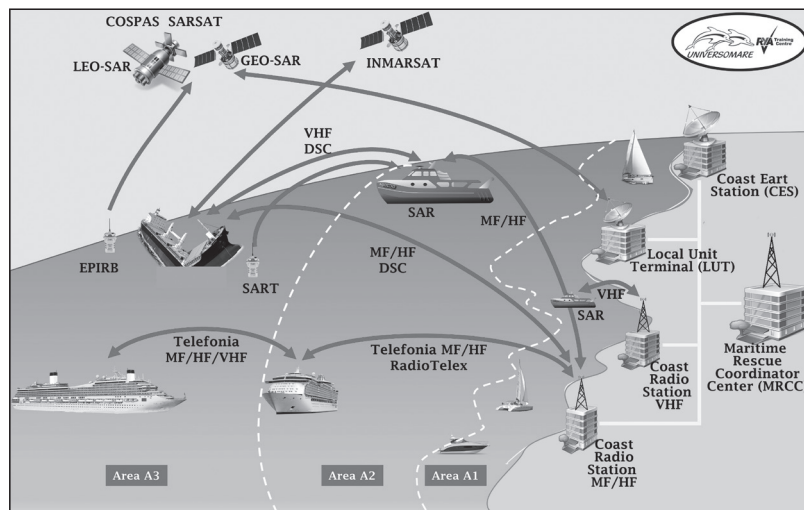 COSPAS SARSAT
LEO-SAR
GEO-SAR
INMARSAT
UNIVERSOMARE
RYA Training
Centre
VHF
DSC
Coast Eart
Station (CES)
SAR
MF/HF
EPIRB
SART
MF/HF
DSC
Local Unit
Terminal (LUT)
VHF
SAR
Telefonia
MF/HF/VHF
Telefonia MF/HF
RadioTelex
Coast
Radio
Station
VHF
Maritime
Rescue
Coordinator
Center (MRCC)
Coast
Radio
Station
MF/HF
Area A3
Area A2
Area A1